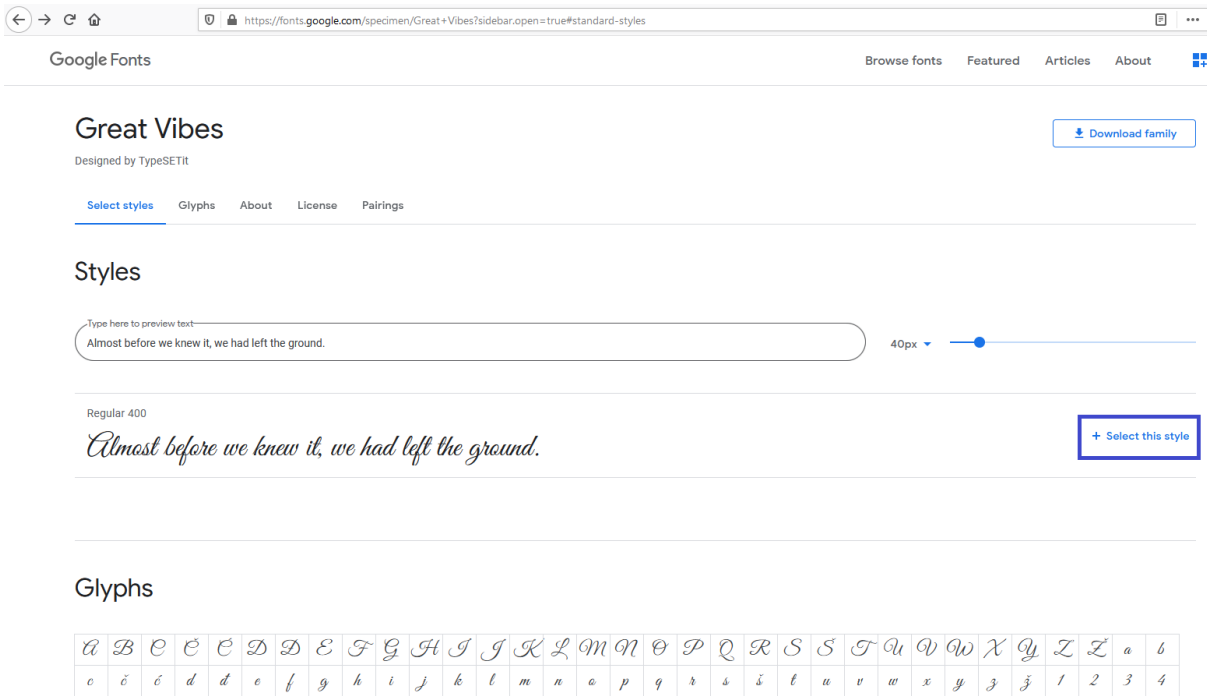 https://fonts.google.com/specimen/Great+Vibes?sidebar.open=true#standard-styles
Google Fonts
Browse fonts Featured Articles About
Great Vibes
Download family
Designed by TypeSETit
Select styles Glyphs About License Pairings
Styles
Type here to preview text
Almost before we knew it, we had left the ground.
40px
Regular 400
Almost before we knew it, we had left the ground.
+ Select this style
Glyphs
A B C Č Ć D Đ E F G H I J K L M N O P Q R S Š T U V W X Y Z Ž a b
c č ć d đ e f g h i j k l m n o p q r s š t u v w x y z ž 1 2 3 4